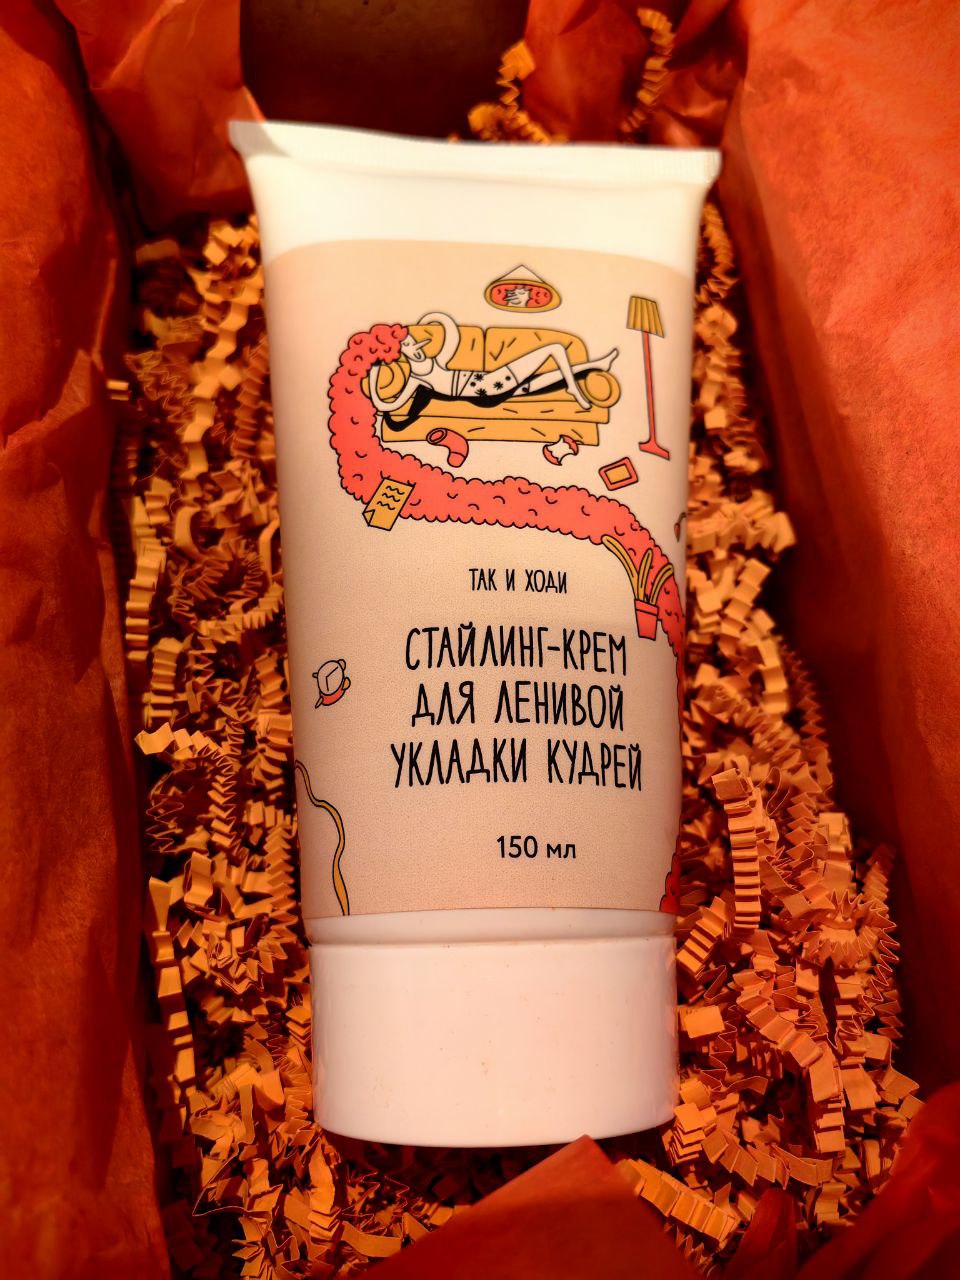 ТАК И ХОДИ
СТАЙЛИНГ-КРЕМ
ДЛЯ ЛЕНИВОЙ
УКЛАДКИ КУДРЕЙ
150 мл